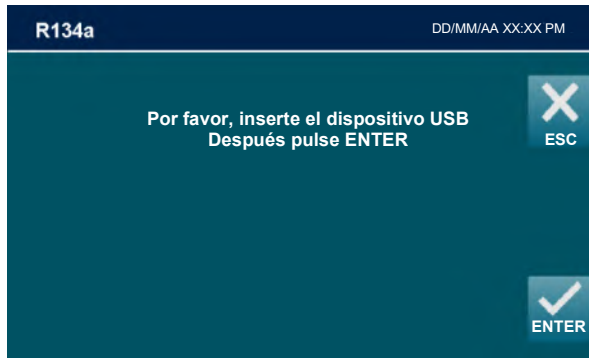 R134a DD/MM/AA XX:XX PM
Por favor, inserte el dispositivo USB
Después pulse ENTER
ESC
ENTER